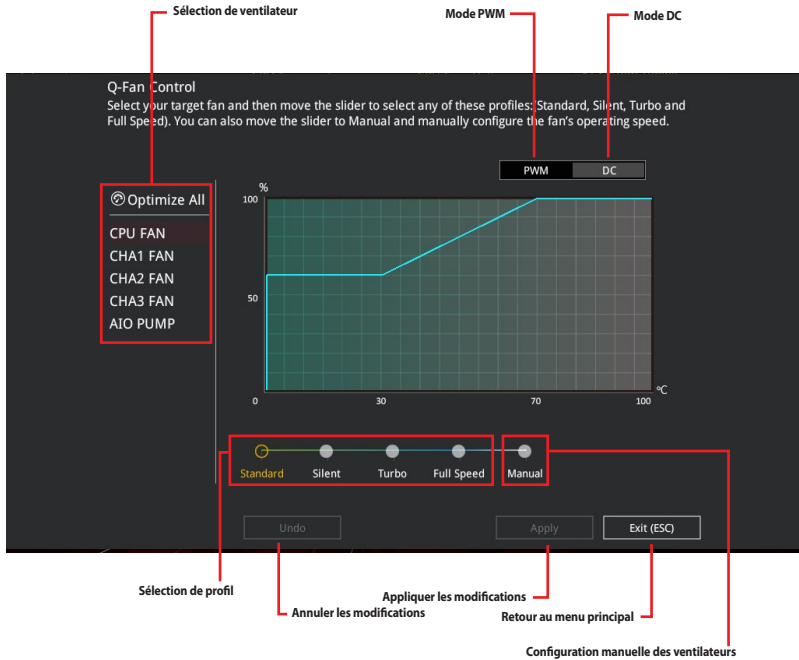 Sélection de ventilateur
Mode PWM
Mode DC
Q-Fan Control
Select your target fan and then move the slider to select any of these profiles:(Standard, Silent, Turbo and
Full Speed). You can also move the slider to Manual and manually configure the fan's operating speed.
PWM
DC
Optimize All
CPU FAN
CHA1 FAN
CHA2 FAN
CHA3 FAN
AIO PUMP
%
100
50
0
30
70
100
°C
Standard
Silent
Turbo
Full Speed
Manual
Undo
Apply
Exit (ESC)
Sélection de profil
Annuler les modifications
Appliquer les modifications
Retour au menu principal
Configuration manuelle des ventilateurs